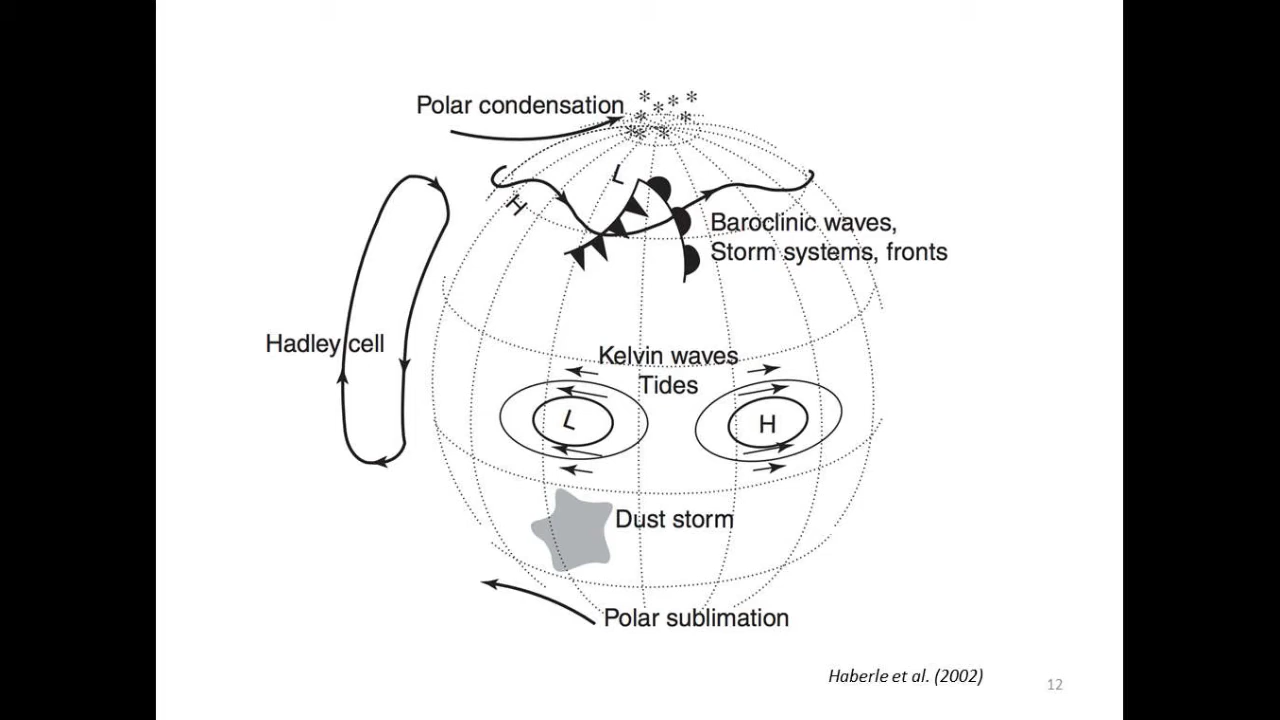 Polar condensation
L
H
Baroclinic waves,
Storm systems, fronts
Hadley cell
Kelvin waves
Tides
L
H
Dust storm
Polar sublimation
Haberle et al. (2002)
12